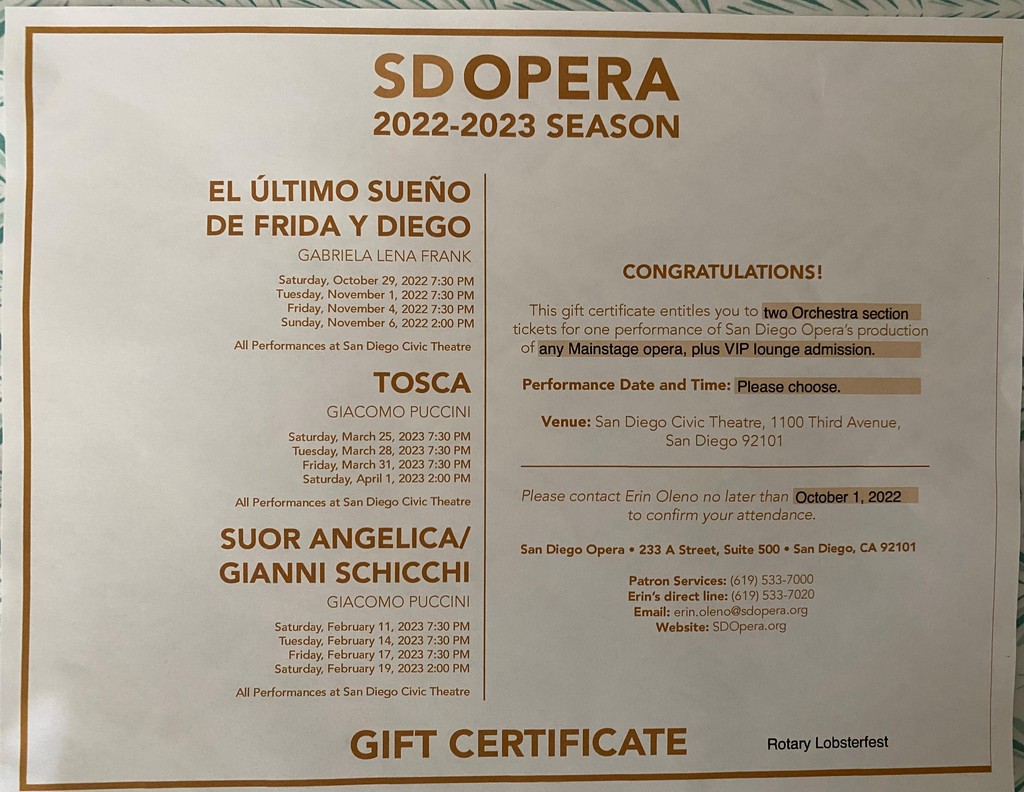 SD OPERA
2022-2023 SEASON
EL ÚLTIMO SUEÑO
DE FRIDA Y DIEGO
GABRIELA LENA FRANK
Saturday, October 29, 2022 7:30 PM
Tuesday, November 1, 2022 7:30 PM
Friday, November 4, 2022 7:30 PM
Sunday, November 6, 2022 2:00 PM
All Performances at San Diego Civic Theatre
TOSCA
GIACOMO PUCCINI
Saturday, March 25, 2023 7:30 PM
Tuesday, March 28, 2023 7:30 PM
Friday, March 31, 2023 7:30 PM
Saturday, April 1, 2023 2:00 PM
All Performances at San Diego Civic Theatre
SUOR ANGELICA/
GIANNI SCHICCHI
GIACOMO PUCCINI
Saturday, February 11, 2023 7:30 PM
Tuesday, February 14, 2023 7:30 PM
Friday, February 17, 2023 7:30 PM
Saturday, February 19, 2023 2:00 PM
All Performances at San Diego Civic Theatre
CONGRATULATIONS!
This gift certificate entitles you to two Orchestra section
tickets for one performance of San Diego Opera's production
of any Mainstage opera, plus VIP lounge admission.
Performance Date and Time: Please choose.
Venue: San Diego Civic Theatre, 1100 Third Avenue,
San Diego 92101
Please contact Erin Oleno no later than October 1, 2022
to confirm your attendance.
San Diego Opera • 233 A Street, Suite 500 • San Diego, CA 92101
Patron Services: (619) 533-7000
Erin's direct line: (619) 533-7020
Email: erin.oleno@sdopera.org
Website: SDOpera.org
GIFT CERTIFICATE
Rotary Lobsterfest